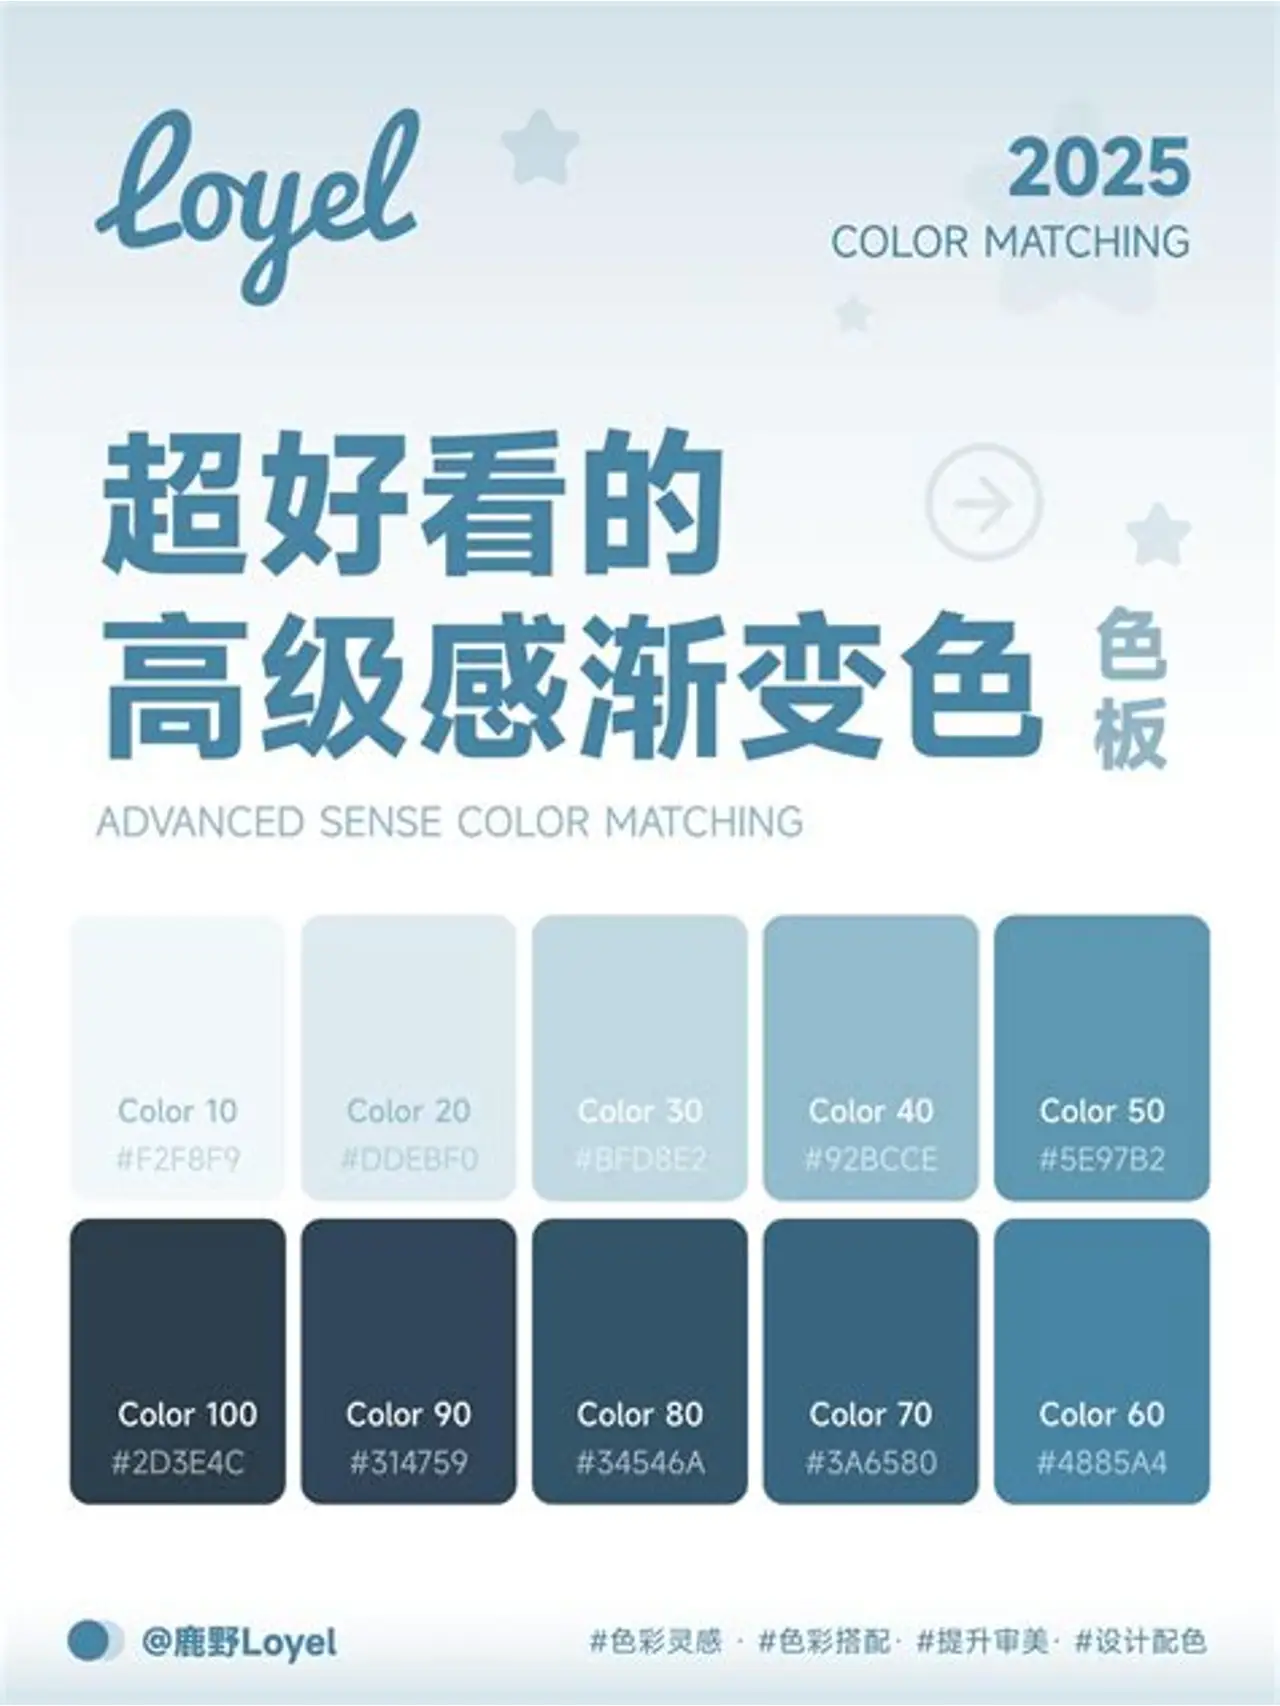 Loyel
2025
COLOR MATCHING
超好看的
高级感渐变色
色板
ADVANCED SENSE COLOR MATCHING
Color 10
#F2F8F9
Color 20
#DDEBF0
Color 30
#BFD8E2
Color 40
#92BCCE
Color 50
#5E97B2
Color 100
#2D3E4C
Color 90
#314759
Color 80
#34546A
Color 70
#3A6580
Color 60
#4885A4
@鹿野Loyel
#色彩灵感 · #色彩搭配· #提升审美· #设计配色